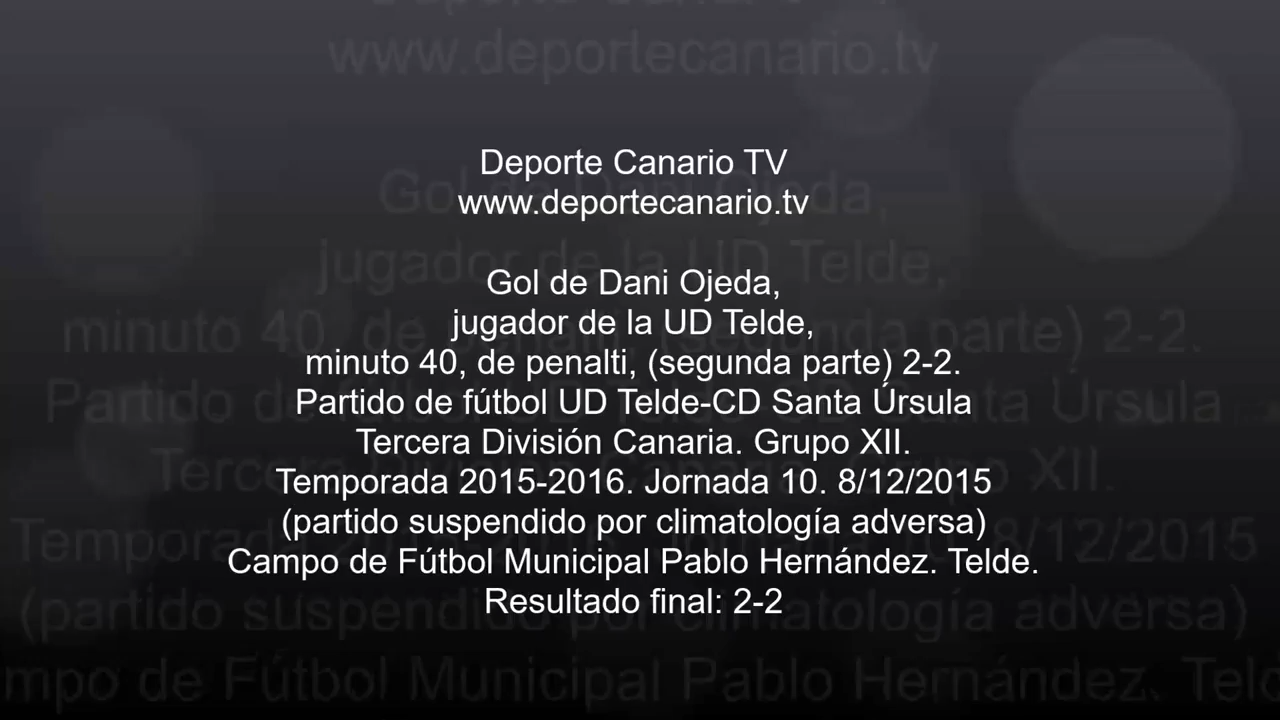 Deporte Canario TV
www.deportecanario.tv
Gol de Dani Ojeda,
jugador de la UD Telde,
minuto 40, de penalti, (segunda parte) 2-2.
Partido de fútbol UD Telde-CD Santa Úrsula
Tercera División Canaria. Grupo XII.
Temporada 2015-2016. Jornada 10. 8/12/2015
(partido suspendido por climatología adversa)
Campo de Fútbol Municipal Pablo Hernández. Telde.
Resultado final: 2-2